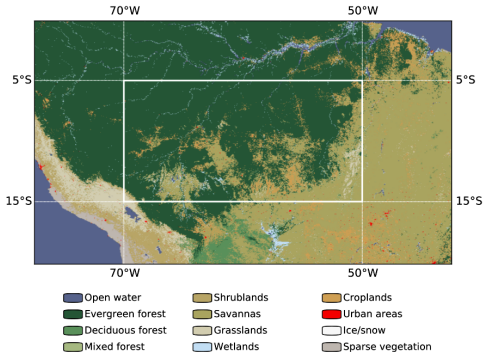 70°W 50°W
5°S 5°S
15°S 15°S
70°W 50°W
Open water Shrublands Croplands
Evergreen forest Savannas Urban areas
Deciduous forest Grasslands Ice/snow
Mixed forest Wetlands Sparse vegetation